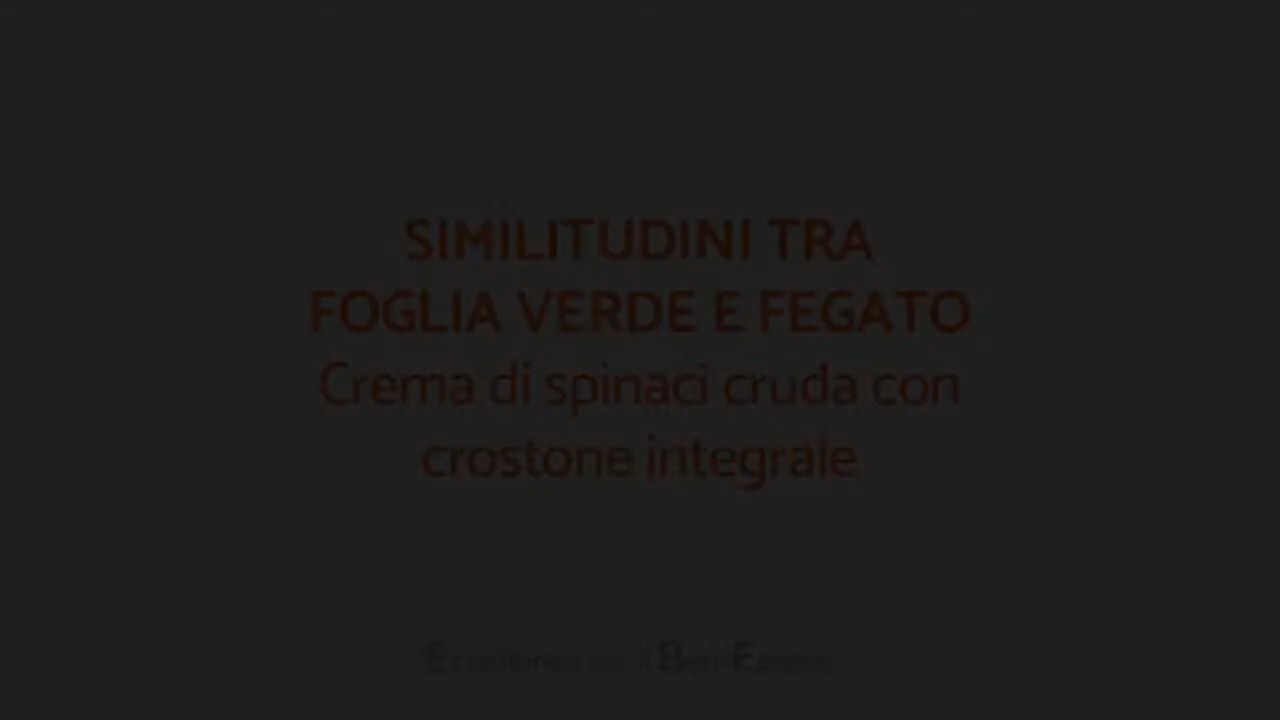 SIMILITUDINI TRA
FOGLIA VERDE E FEGATO
Crema di spinaci cruda con
crostone integrale